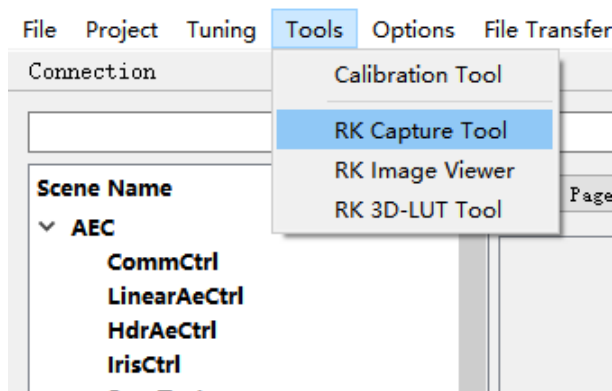 File Project Tuning Tools Options File Transfer
Connection
Calibration Tool
RK Capture Tool
RK Image Viewer
RK 3D-LUT Tool
Page
Scene Name
AEC
CommCtrl
LinearAeCtrl
HdrAeCtrl
IrisCtrl